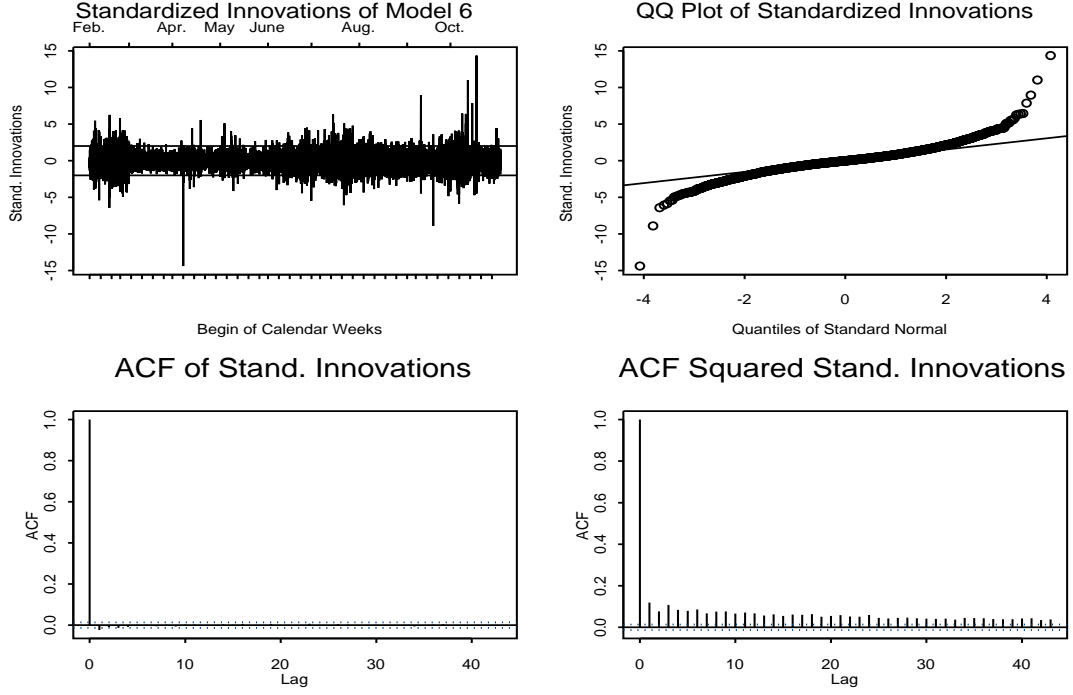 Standardized Innovations of Model 6
Feb. Apr. May June Aug. Oct.
Stand. Innovations
15
10
5
0
-5
-10
-15
Begin of Calendar Weeks
QQ Plot of Standardized Innovations
Stand. Innovations
15
10
5
0
-5
-10
-15
-4 -2 0 2 4
Quantiles of Standard Normal
ACF of Stand. Innovations
ACF
1.0
0.8
0.6
0.4
0.2
0.0
0 10 20 30 40
Lag
ACF Squared Stand. Innovations
ACF
1.0
0.8
0.6
0.4
0.2
0.0
0 10 20 30 40
Lag